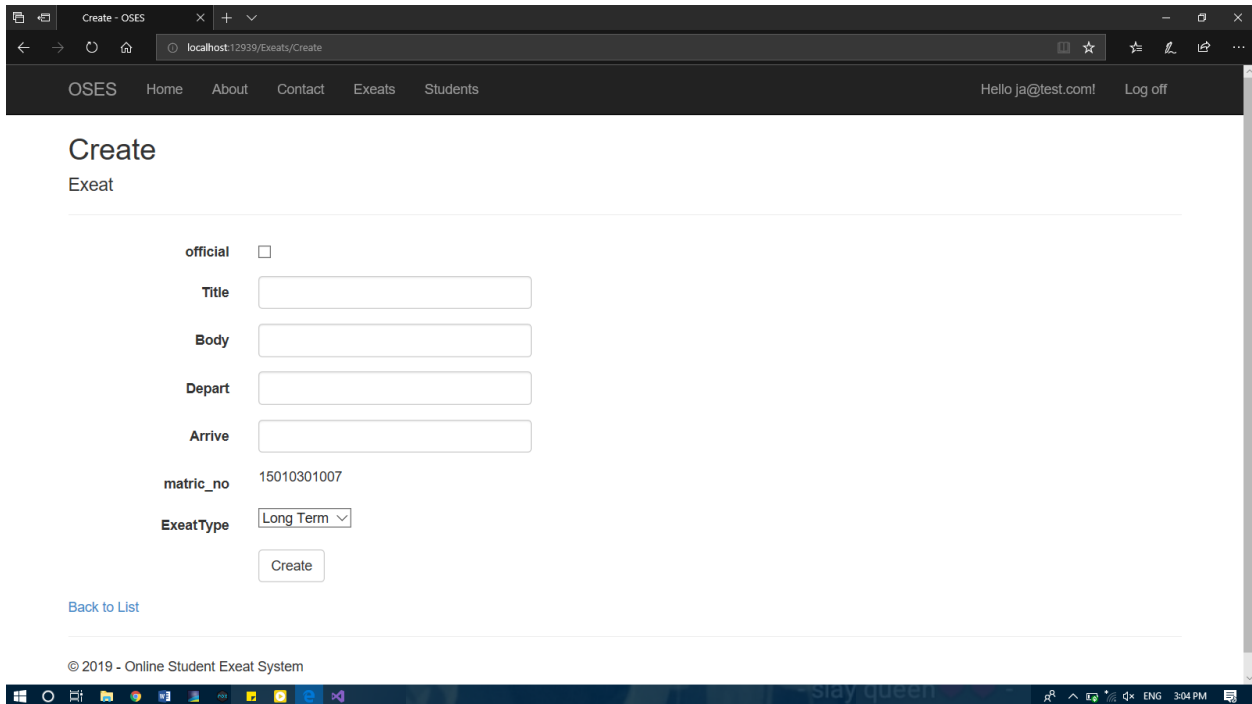 Create - OSES
localhost:12939/Exeats/Create
OSES Home About Contact Exeats Students Hello ja@test.com! Log off
Create
Exeat
official
Title
Body
Depart
Arrive
matric_no 15010301007
ExeatType Long Term
Create
Back to List
© 2019 - Online Student Exeat System
- slay queen
ENG 3:04 PM